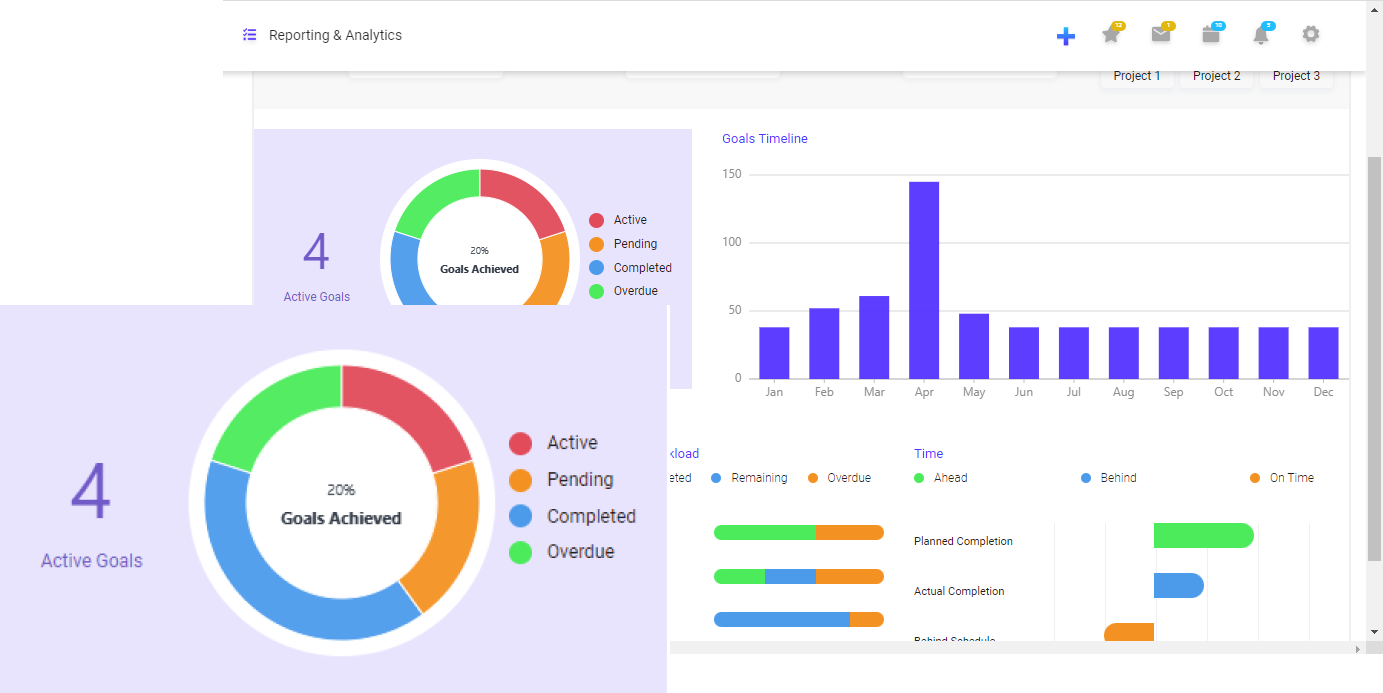 Reporting & Analytics
12
1
10
5
Project 1
Project 2
Project 3
4
Active Goals
20%
Goals Achieved
Active
Pending
Completed
Overdue
Goals Timeline
150
100
50
0
Jan Feb Mar Apr May Jun Jul Aug Sep Oct Nov Dec
4
Active Goals
20%
Goals Achieved
Active
Pending
Completed
Overdue
kload
eted
Remaining
Overdue
Time
Ahead
Behind
On Time
Planned Completion
Actual Completion
Behind Schedule